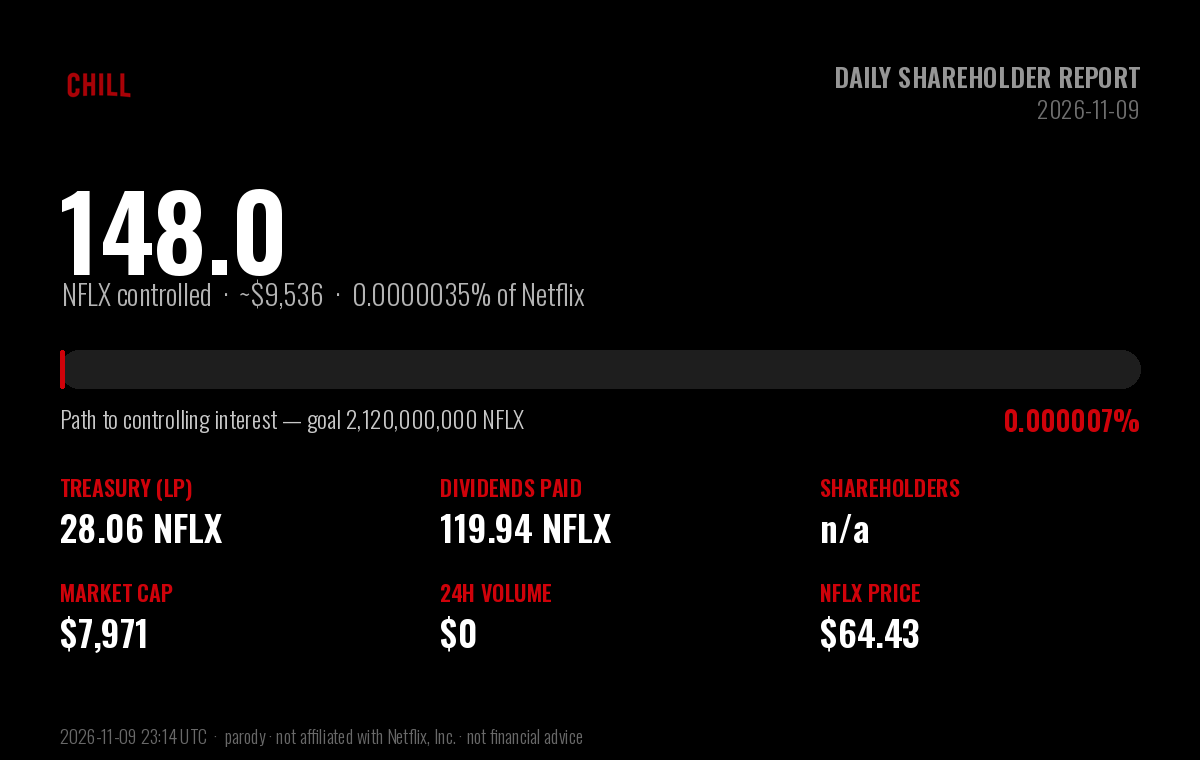 CHILL
DAILY SHAREHOLDER REPORT
2026-11-09
148.0
NFLX controlled · ~$9,536 · 0.0000035% of Netflix
Path to controlling interest — goal 2,120,000,000 NFLX
0.000007%
TREASURY (LP)
DIVIDENDS PAID
SHAREHOLDERS
28.06 NFLX
119.94 NFLX
n/a
MARKET CAP
24H VOLUME
NFLX PRICE
$7,971
$0
$64.43
2026-11-09 23:14 UTC · parody · not affiliated with Netflix, Inc. · not financial advice